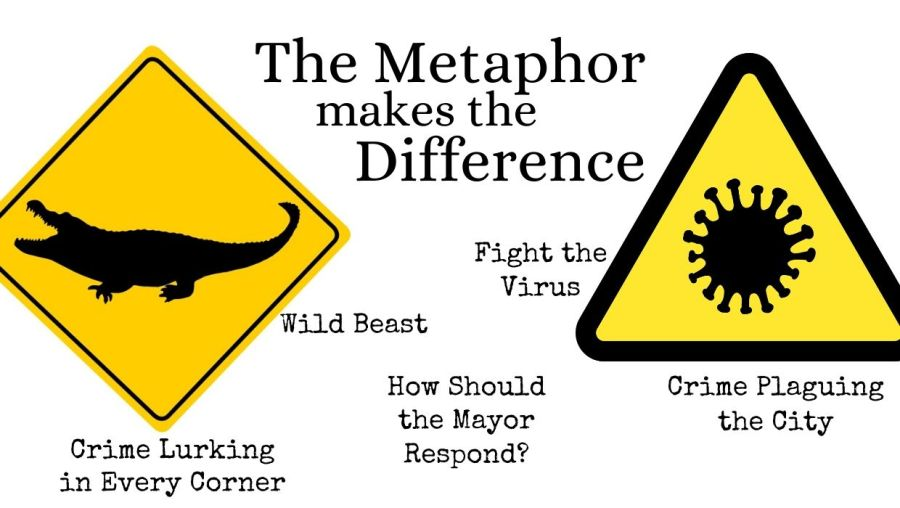 The Metaphor
makes the
Difference
Fight the
Virus
Wild Beast
How Should
the Mayor
Respond?
Crime Plaguing
the City
Crime Lurking
in Every Corner